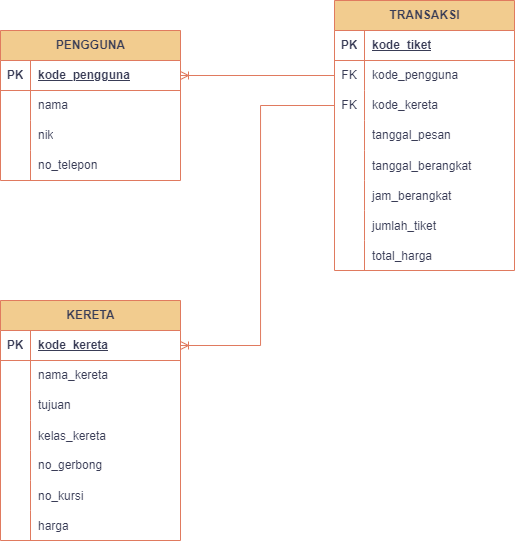 PENGGUNA
PK kode_pengguna
nama
nik
no_telepon
TRANSAKSI
PK kode_tiket
FK kode_pengguna
FK kode_kereta
tanggal_pesan
tanggal_berangkat
jam_berangkat
jumlah_tiket
total_harga
KERETA
PK kode_kereta
nama_kereta
tujuan
kelas_kereta
no_gerbong
no_kursi
harga